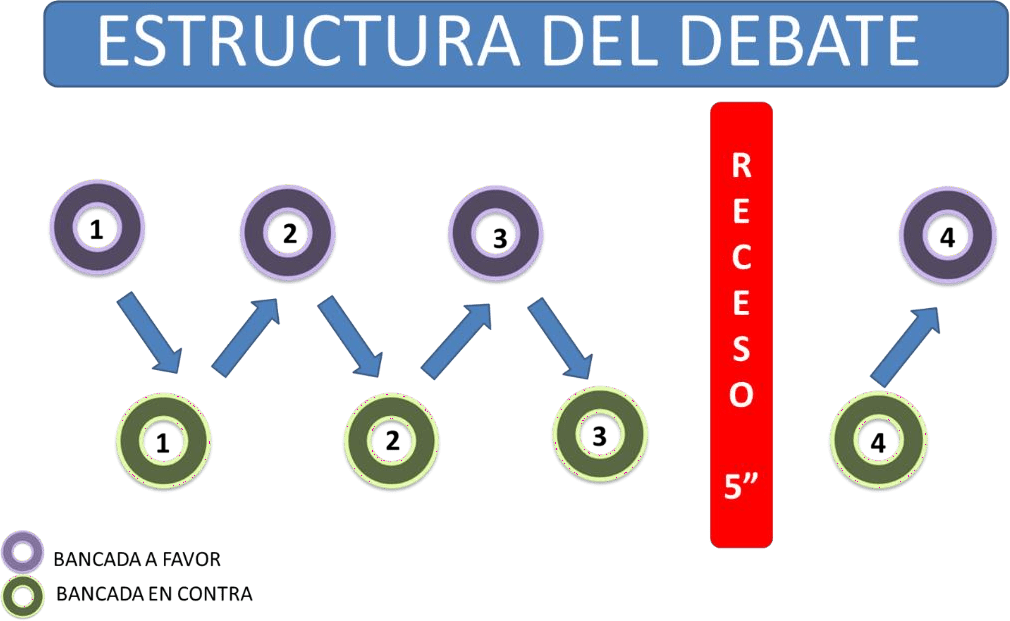 ESTRUCTURA DEL DEBATE
1
2
3
R
E
C
E
S
O
5”
4
1
2
3
4
BANCADA A FAVOR
BANCADA EN CONTRA